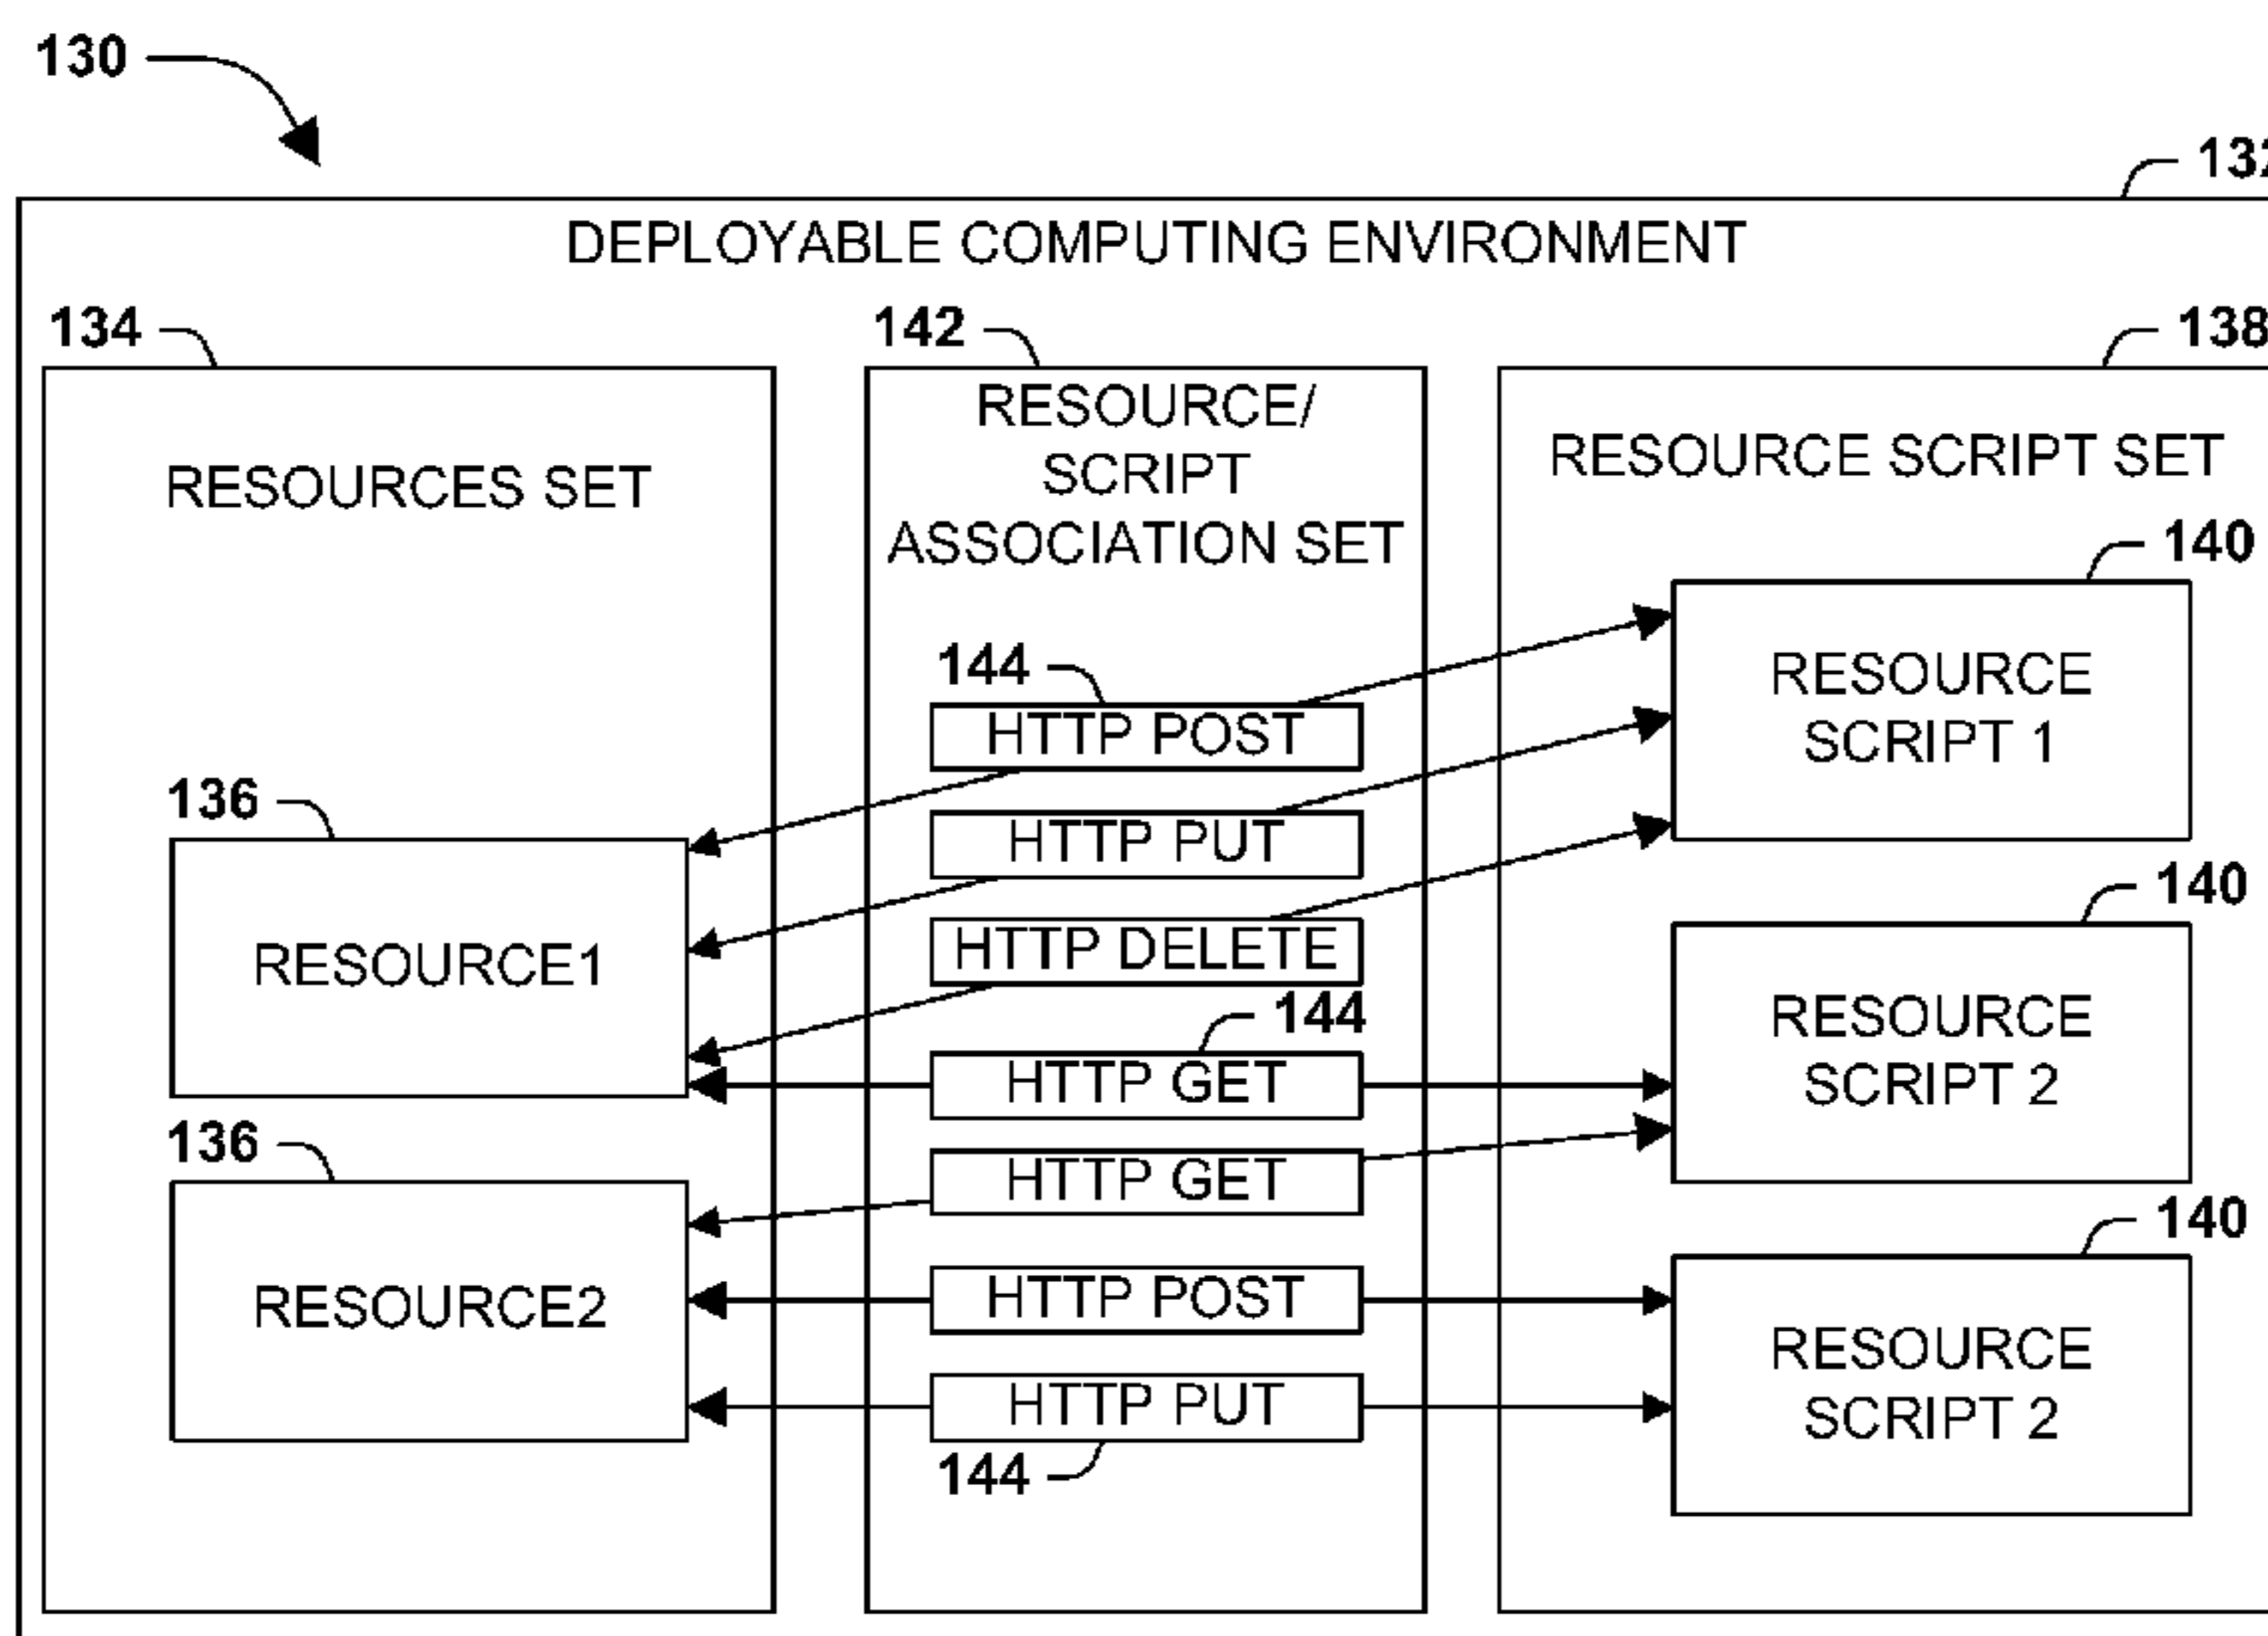 130
132
DEPLOYABLE COMPUTING ENVIRONMENT
134
RESOURCES SET
136
RESOURCE1
136
RESOURCE2
142
RESOURCE/
SCRIPT
ASSOCIATION SET
144
HTTP POST
HTTP PUT
HTTP DELETE
144
HTTP GET
HTTP GET
HTTP POST
HTTP PUT
144
138
RESOURCE SCRIPT SET
140
RESOURCE
SCRIPT 1
140
RESOURCE
SCRIPT 2
140
RESOURCE
SCRIPT 2